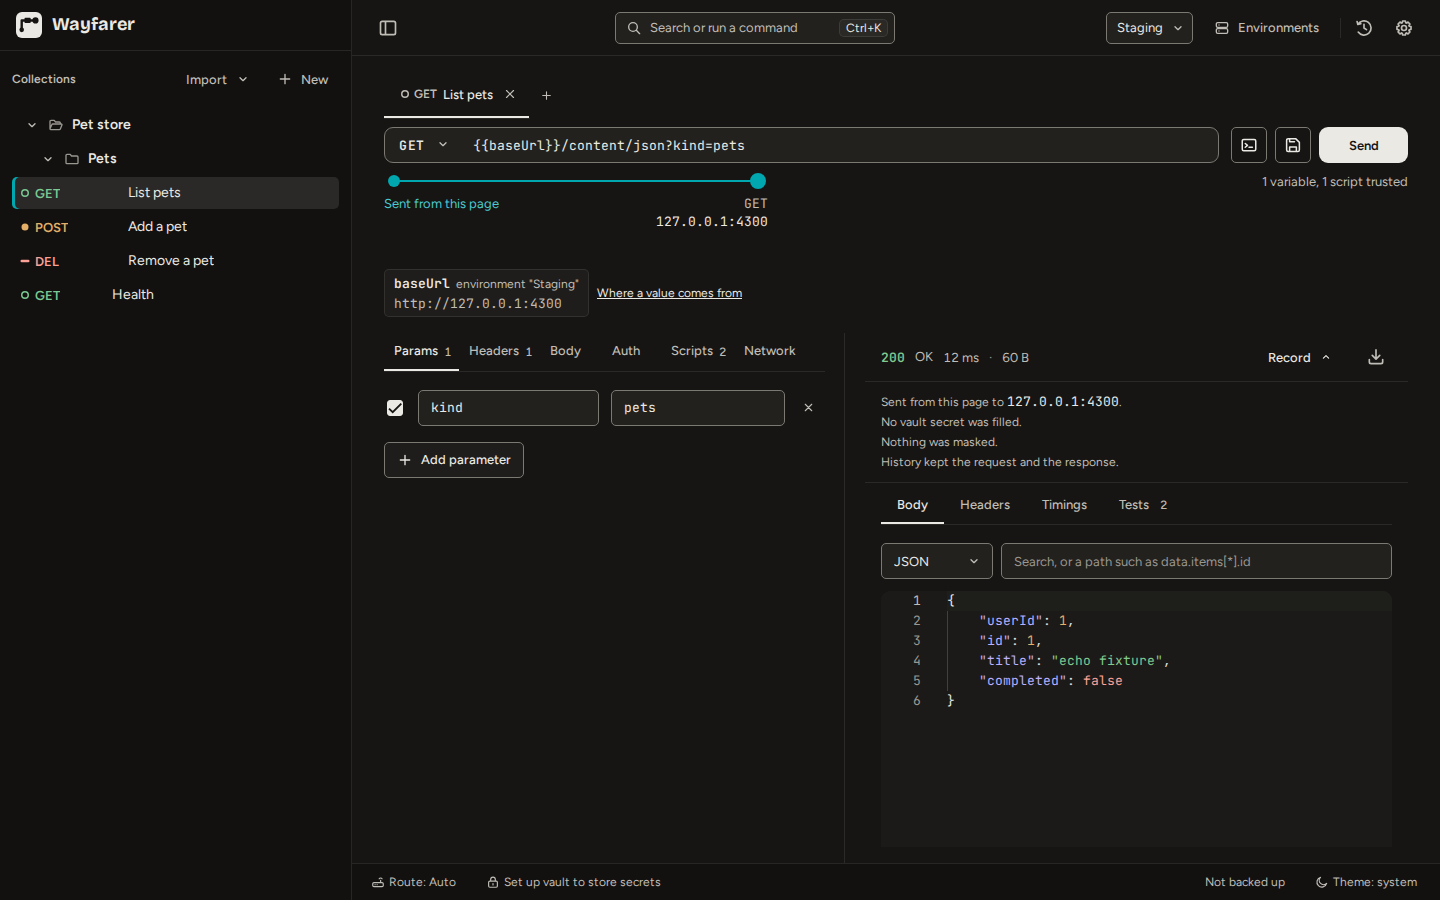 Wayfarer
Search or run a command Ctrl+K
Staging
Environments
Collections
Import
New
Pet store
Pets
GET List pets
POST Add a pet
DEL Remove a pet
GET Health
GET List pets
GET {{baseUrl}}/content/json?kind=pets
Send
1 variable, 1 script trusted
Sent from this page
GET
127.0.0.1:4300
baseUrl environment "Staging"
http://127.0.0.1:4300
Where a value comes from
Params 1 Headers 1 Body Auth Scripts 2 Network
kind pets
Add parameter
200 OK 12 ms · 60 B
Record
Sent from this page to 127.0.0.1:4300.
No vault secret was filled.
Nothing was masked.
History kept the request and the response.
Body Headers Timings Tests 2
JSON
Search, or a path such as data.items[*].id
1 {
2 "userId": 1,
3 "id": 1,
4 "title": "echo fixture",
5 "completed": false
6 }
Route: Auto
Set up vault to store secrets
Not backed up
Theme: system